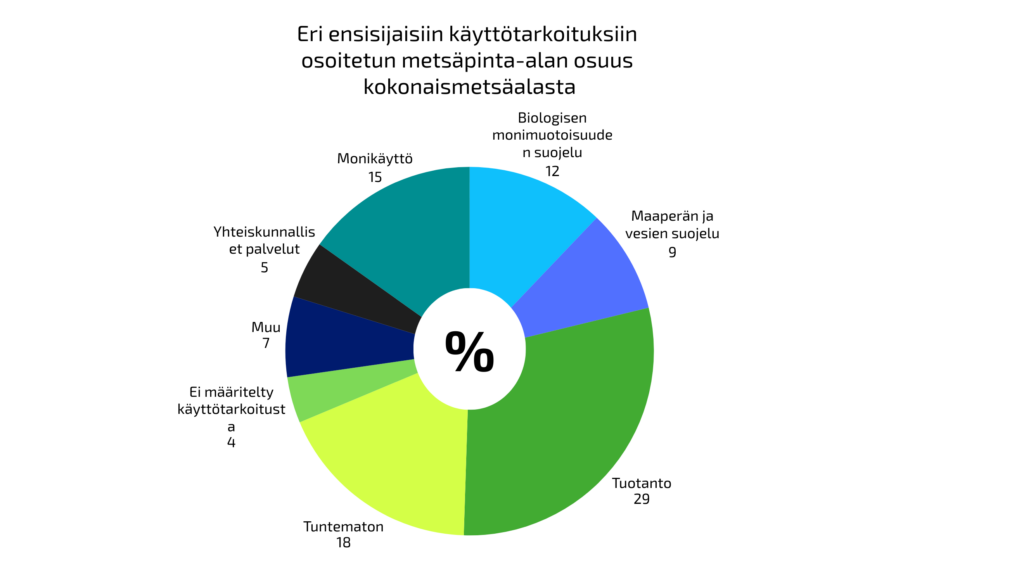 Eri ensisijaisiin käyttötarkoituksiin
osoitetun metsäpinta-alan osuus
kokonaismetsäalasta
Biologisen
monimuotoisuude
n suojelu
12
Maaperän ja
vesien suojelu
9
Tuotanto
29
Tuntematon
18
Ei määritelty
käyttötarkoitust
a
4
Muu
7
Yhteiskunnallis
et palvelut
5
Monikäyttö
15
%